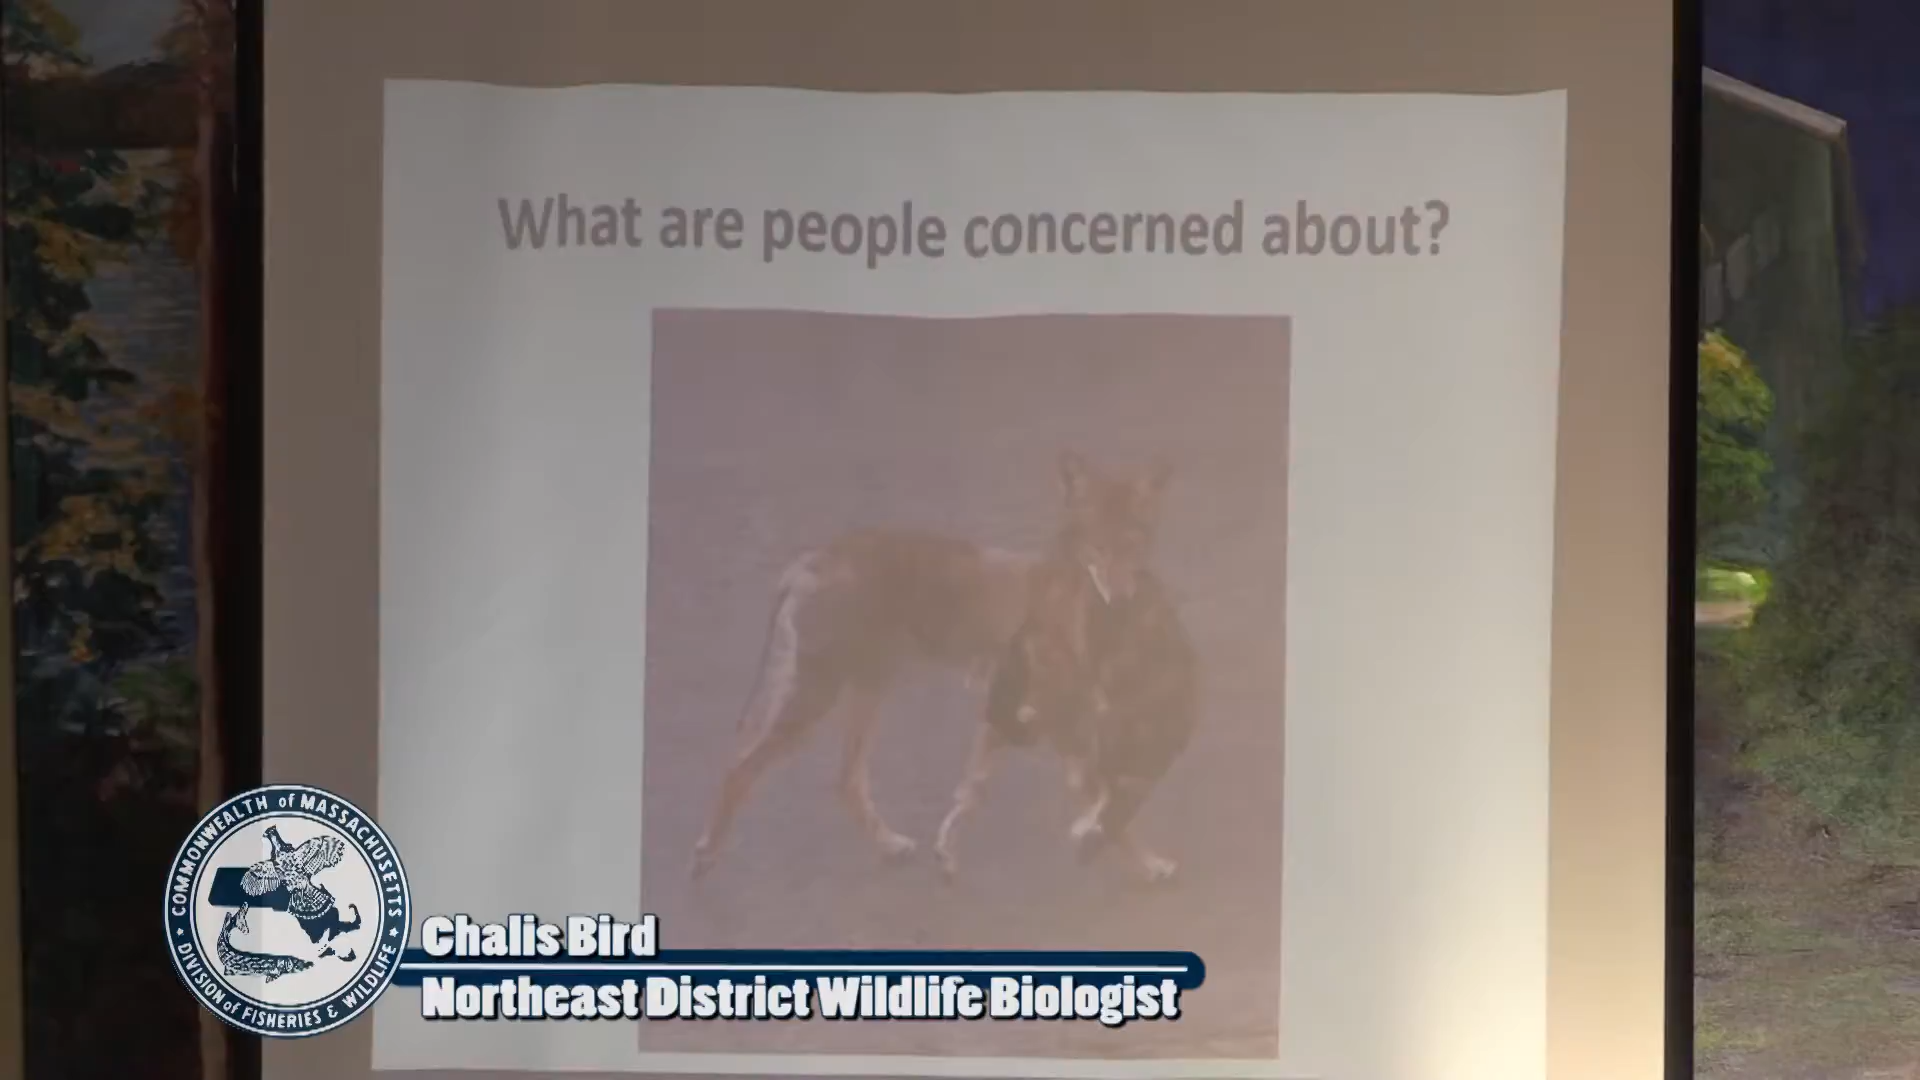 What are people concerned about?
COMMONWEALTH of MASSACHUSETTS
DIVISION of FISHERIES & WILDLIFE
Chalis Bird
Northeast District Wildlife Biologist